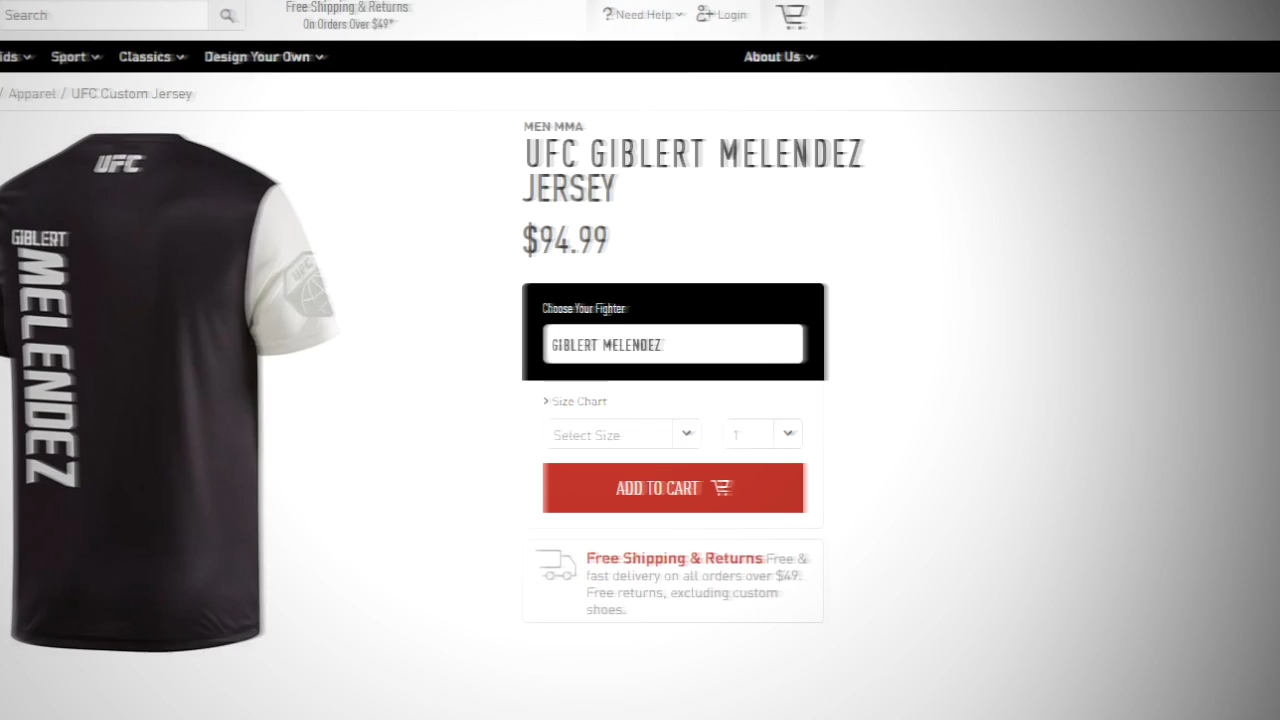 Search
Free Shipping & Returns
On Orders Over $49*
? Need Help
Login
ids
Sport
Classics
Design Your Own
About Us
/ Apparel / UFC Custom Jersey
UFC
GIBLERT
MELENDEZ
UFC
MEN MMA
UFC GIBLERT MELENDEZ
JERSEY
$94.99
Choose Your Fighter
GIBLERT MELENDEZ
> Size Chart
Select Size
1
ADD TO CART
Free Shipping & Returns Free &
fast delivery on all orders over $49.
Free returns, excluding custom
shoes.